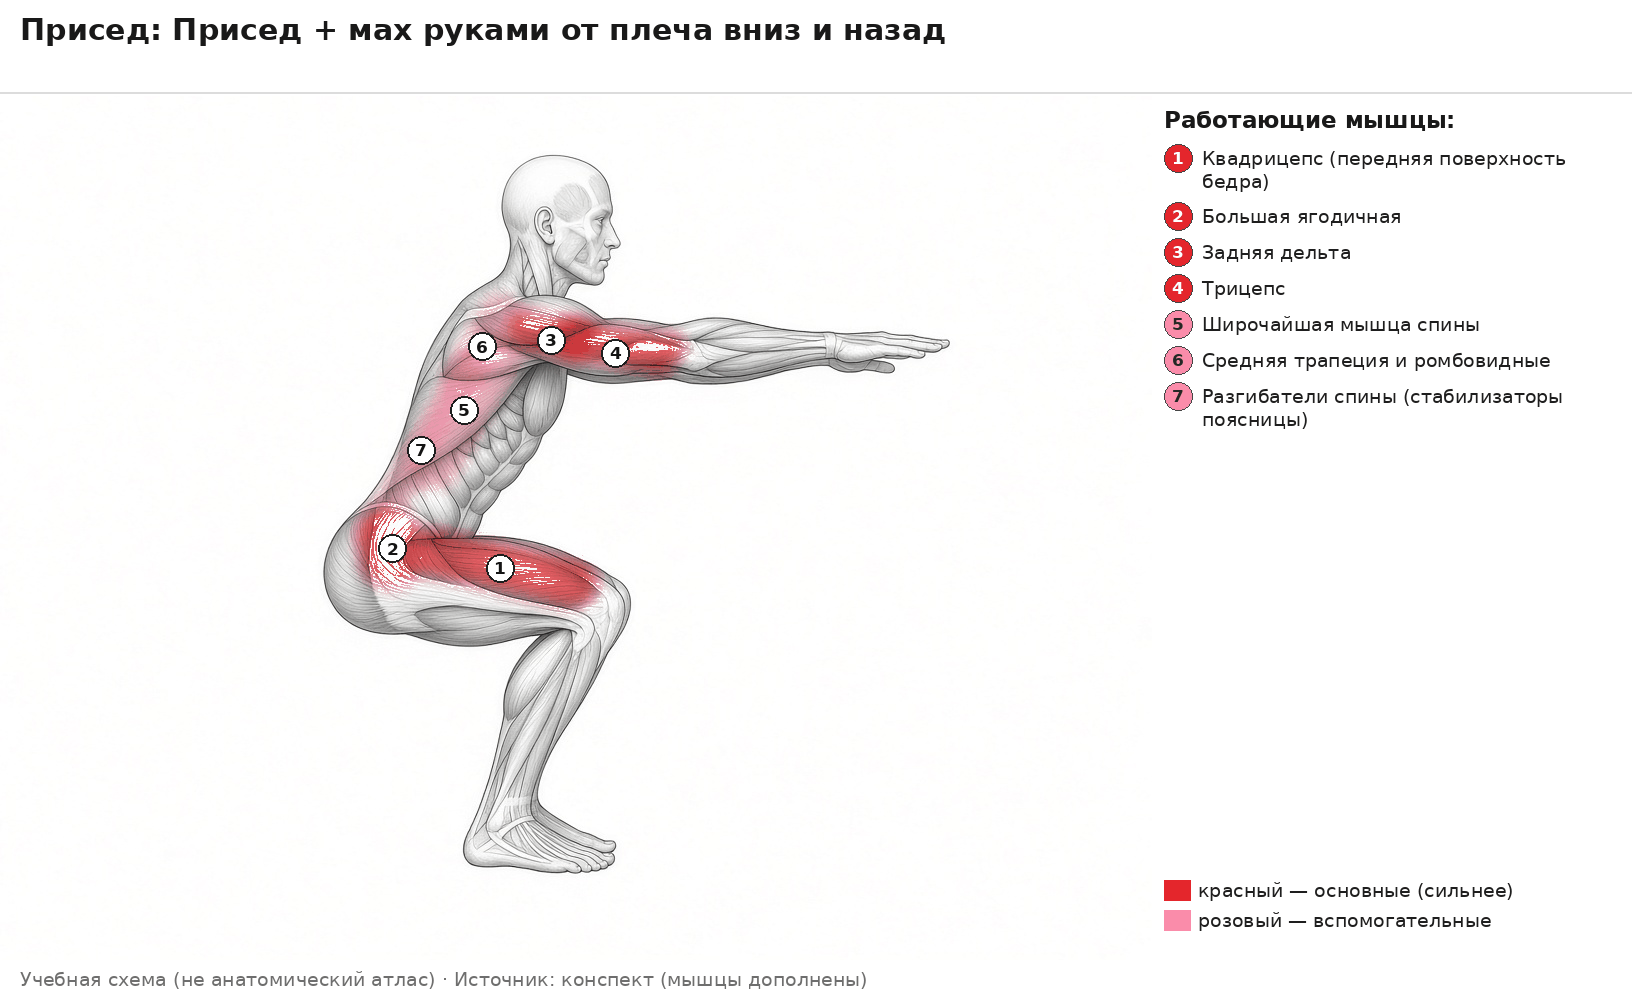 Присед: Присед + мах руками от плеча вниз и назад
Работающие мышцы:
1 Квадрицепс (передняя поверхность
бедра)
2 Большая ягодичная
3 Задняя дельта
4 Трицепс
5 Широчайшая мышца спины
6 Средняя трапеция и ромбовидные
7 Разгибатели спины (стабилизаторы
поясницы)
3
6
4
5
7
2
1
красный — основные (сильнее)
розовый — вспомогательные
Учебная схема (не анатомический атлас) · Источник: конспект (мышцы дополнены)